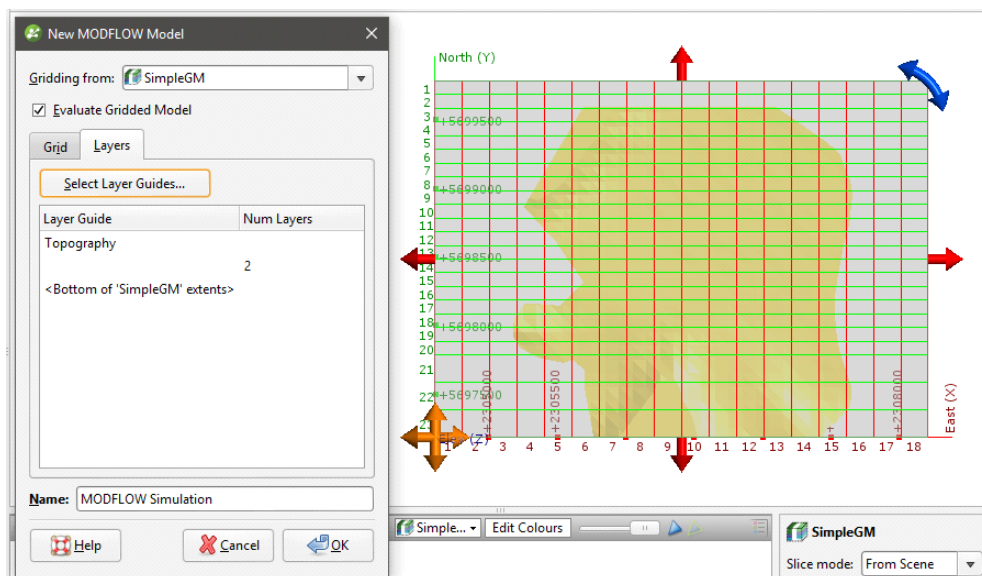 New MODFLOW Model
Gridding from: SimpleGM
Evaluate Gridded Model
Grid Layers
Select Layer Guides...
Layer Guide Num Layers
Topography
2
<Bottom of 'SimpleGM' extents>
Name: MODFLOW Simulation
Help Cancel OK
North (Y)
1
2
3 +5699500
4
5
6
7
8 +5699000
9
10
11
12
13 +5698500
14
15
16
17
18 +5698000
19
20
21
22 +5697500
+2305000
+2305500
+2308000
East (X)
1 2 3 4 5 6 7 8 9 10 11 12 13 14 15 16 17 18
Simple... Edit Colours
SimpleGM
Slice mode: From Scene